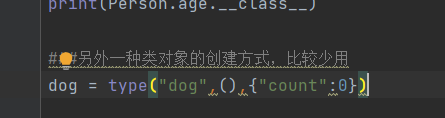 print(Person.age.__class__)
##另外一种类对象的创建方式，比较少用
dog = type("dog",(),{"count":0})